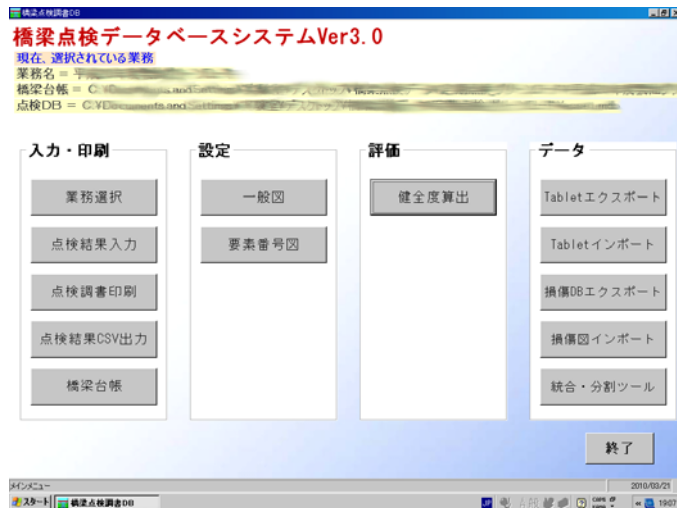 橋梁点検調書DB
橋梁点検データベースシステムVer3.0
現在、選択されている業務
業務名 =
橋梁台帳 = C:¥Documents and Settings
点検DB = C:¥Documents and Settings
入力・印刷
業務選択
点検結果入力
点検調書印刷
点検結果CSV出力
橋梁台帳
設定
一般図
要素番号図
評価
健全度算出
データ
Tabletエクスポート
Tabletインポート
損傷DBエクスポート
損傷図インポート
統合・分割ツール
終了
メインメニュー
2010/03/21
スタート
橋梁点検調書DB
JP
CAPS
19:07